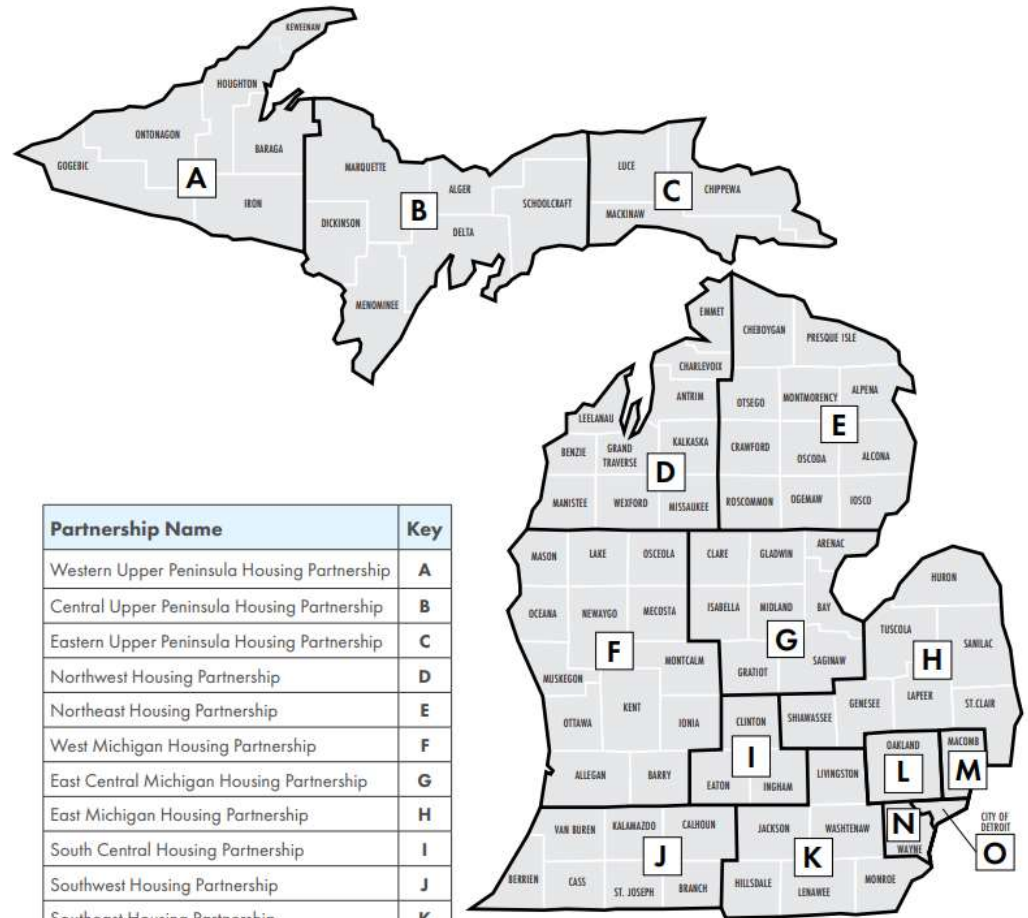 KEWEENAW
HOUGHTON
ONTONAGON
BARAGA
GOGEBIC
A
IRON
MARQUETTE
ALGER
B
SCHOOLCRAFT
DICKINSON
DELTA
MENOMINEE
LUCE
C
CHIPPEWA
MACKINAW
EMMET
CHEBOYGAN
PRESQUE ISLE
CHARLEVOIX
ANTRIM
OTSEGO
MONTMORENCY
ALPENA
LEELANAU
E
BENZIE
GRAND
TRAVERSE
KALKASKA
CRAWFORD
OSCODA
ALCONA
D
MANISTEE
WEXFORD
MISSAUKEE
ROSCOMMON
OGEMAW
IOSCO
MASON
LAKE
OSCEOLA
CLARE
GLADWIN
ARENAC
HURON
OCEANA
NEWAYGO
MECOSTA
ISABELLA
MIDLAND
BAY
TUSCOLA
SANILAC
F
G
H
MONTCALM
GRATIOT
SAGINAW
MUSKEGON
KENT
LAPEER
GENESEE
ST.CLAIR
OTTAWA
IONIA
CLINTON
SHIAWASSEE
I
OAKLAND
MACOMB
L
M
ALLEGAN
BARRY
EATON
INGHAM
LIVINGSTON
N
CITY OF
DETROIT
O
WAYNE
VAN BUREN
KALAMAZOO
CALHOUN
JACKSON
WASHTENAW
J
K
BERRIEN
CASS
ST. JOSEPH
BRANCH
HILLSDALE
LENAWEE
MONROE
Partnership Name Key
Western Upper Peninsula Housing Partnership A
Central Upper Peninsula Housing Partnership B
Eastern Upper Peninsula Housing Partnership C
Northwest Housing Partnership D
Northeast Housing Partnership E
West Michigan Housing Partnership F
East Central Michigan Housing Partnership G
East Michigan Housing Partnership H
South Central Housing Partnership I
Southwest Housing Partnership J
Southeast Housing Partnership K